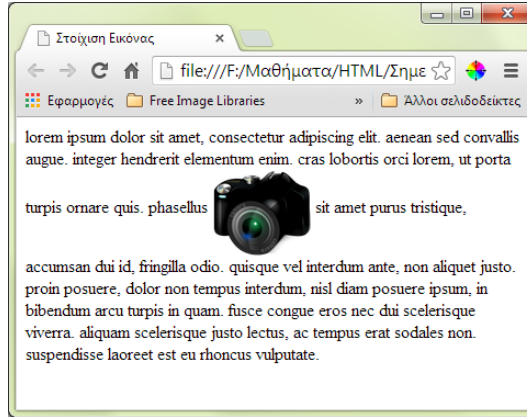 Στοίχιση Εικόνας
file:///F:/Μαθήματα/HTML/Σημε
Εφαρμογές Free Image Libraries » Άλλοι σελιδοδείκτες
lorem ipsum dolor sit amet, consectetur adipiscing elit. aenean sed convallis
augue. integer hendrerit elementum enim. cras lobortis orci lorem, ut porta
turpis ornare quis. phasellus sit amet purus tristique,
accumsan dui id, fringilla odio. quisque vel interdum ante, non aliquet justo.
proin posuere, dolor non tempus interdum, nisl diam posuere ipsum, in
bibendum arcu turpis in quam. fusce congue eros nec dui scelerisque
viverra. aliquam scelerisque justo lectus, ac tempus erat sodales non.
suspendisse laoreet est eu rhoncus vulputate.